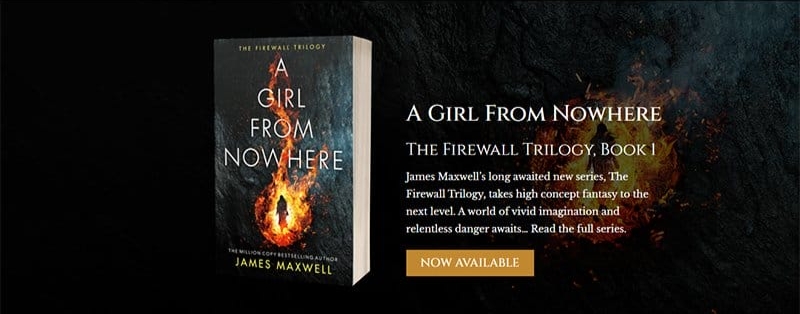 THE FIREWALL TRILOGY
A
GIRL
FROM
NOWHERE
THE MILLION COPY BESTSELLING AUTHOR
JAMES MAXWELL
A Girl From Nowhere
The Firewall Trilogy, Book 1
James Maxwell's long awaited new series, The
Firewall Trilogy, takes high concept fantasy to the
next level. A world of vivid imagination and
relentless danger awaits... Read the full series.
NOW AVAILABLE